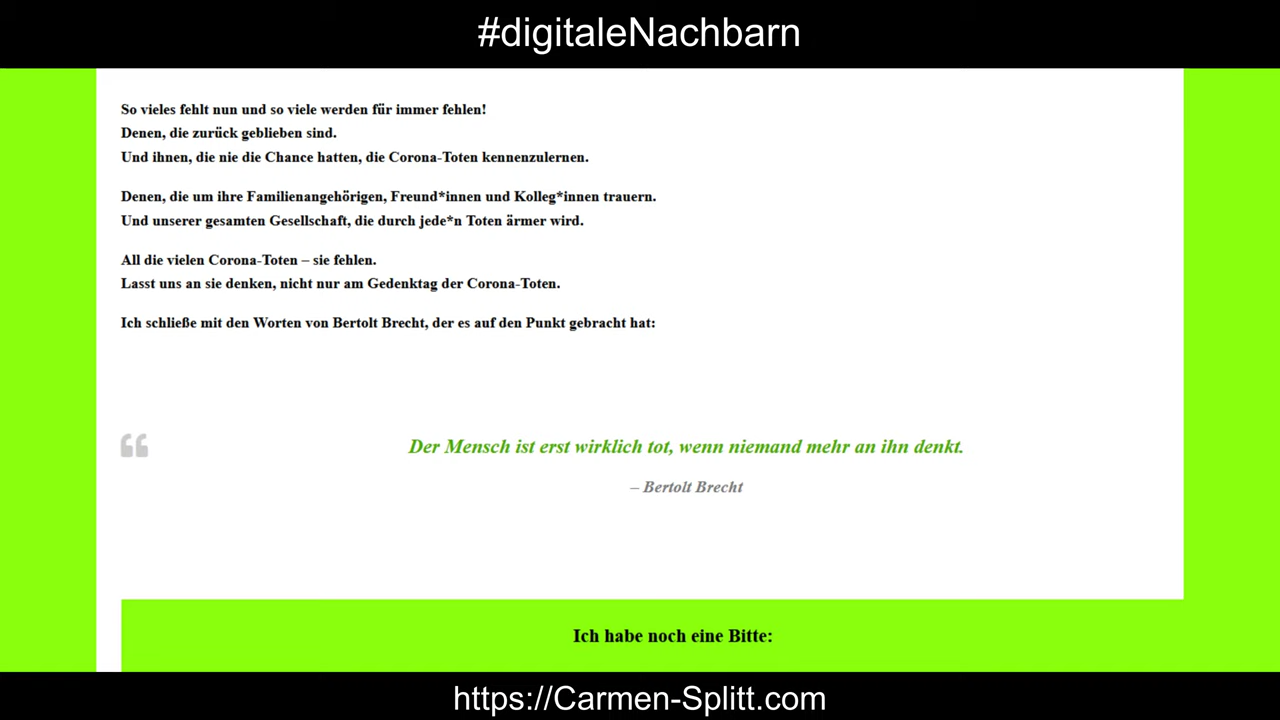 #digitaleNachbarn
So vieles fehlt nun und so viele werden für immer fehlen!
Denen, die zurück geblieben sind.
Und ihnen, die nie die Chance hatten, die Corona-Toten kennenzulernen.
Denen, die um ihre Familienangehörigen, Freund*innen und Kolleg*innen trauern.
Und unserer gesamten Gesellschaft, die durch jede*n Toten ärmer wird.
All die vielen Corona-Toten – sie fehlen.
Lasst uns an sie denken, nicht nur am Gedenktag der Corona-Toten.
Ich schließe mit den Worten von Bertolt Brecht, der es auf den Punkt gebracht hat:
Der Mensch ist erst wirklich tot, wenn niemand mehr an ihn denkt.
– Bertolt Brecht
Ich habe noch eine Bitte:
https://Carmen-Splitt.com